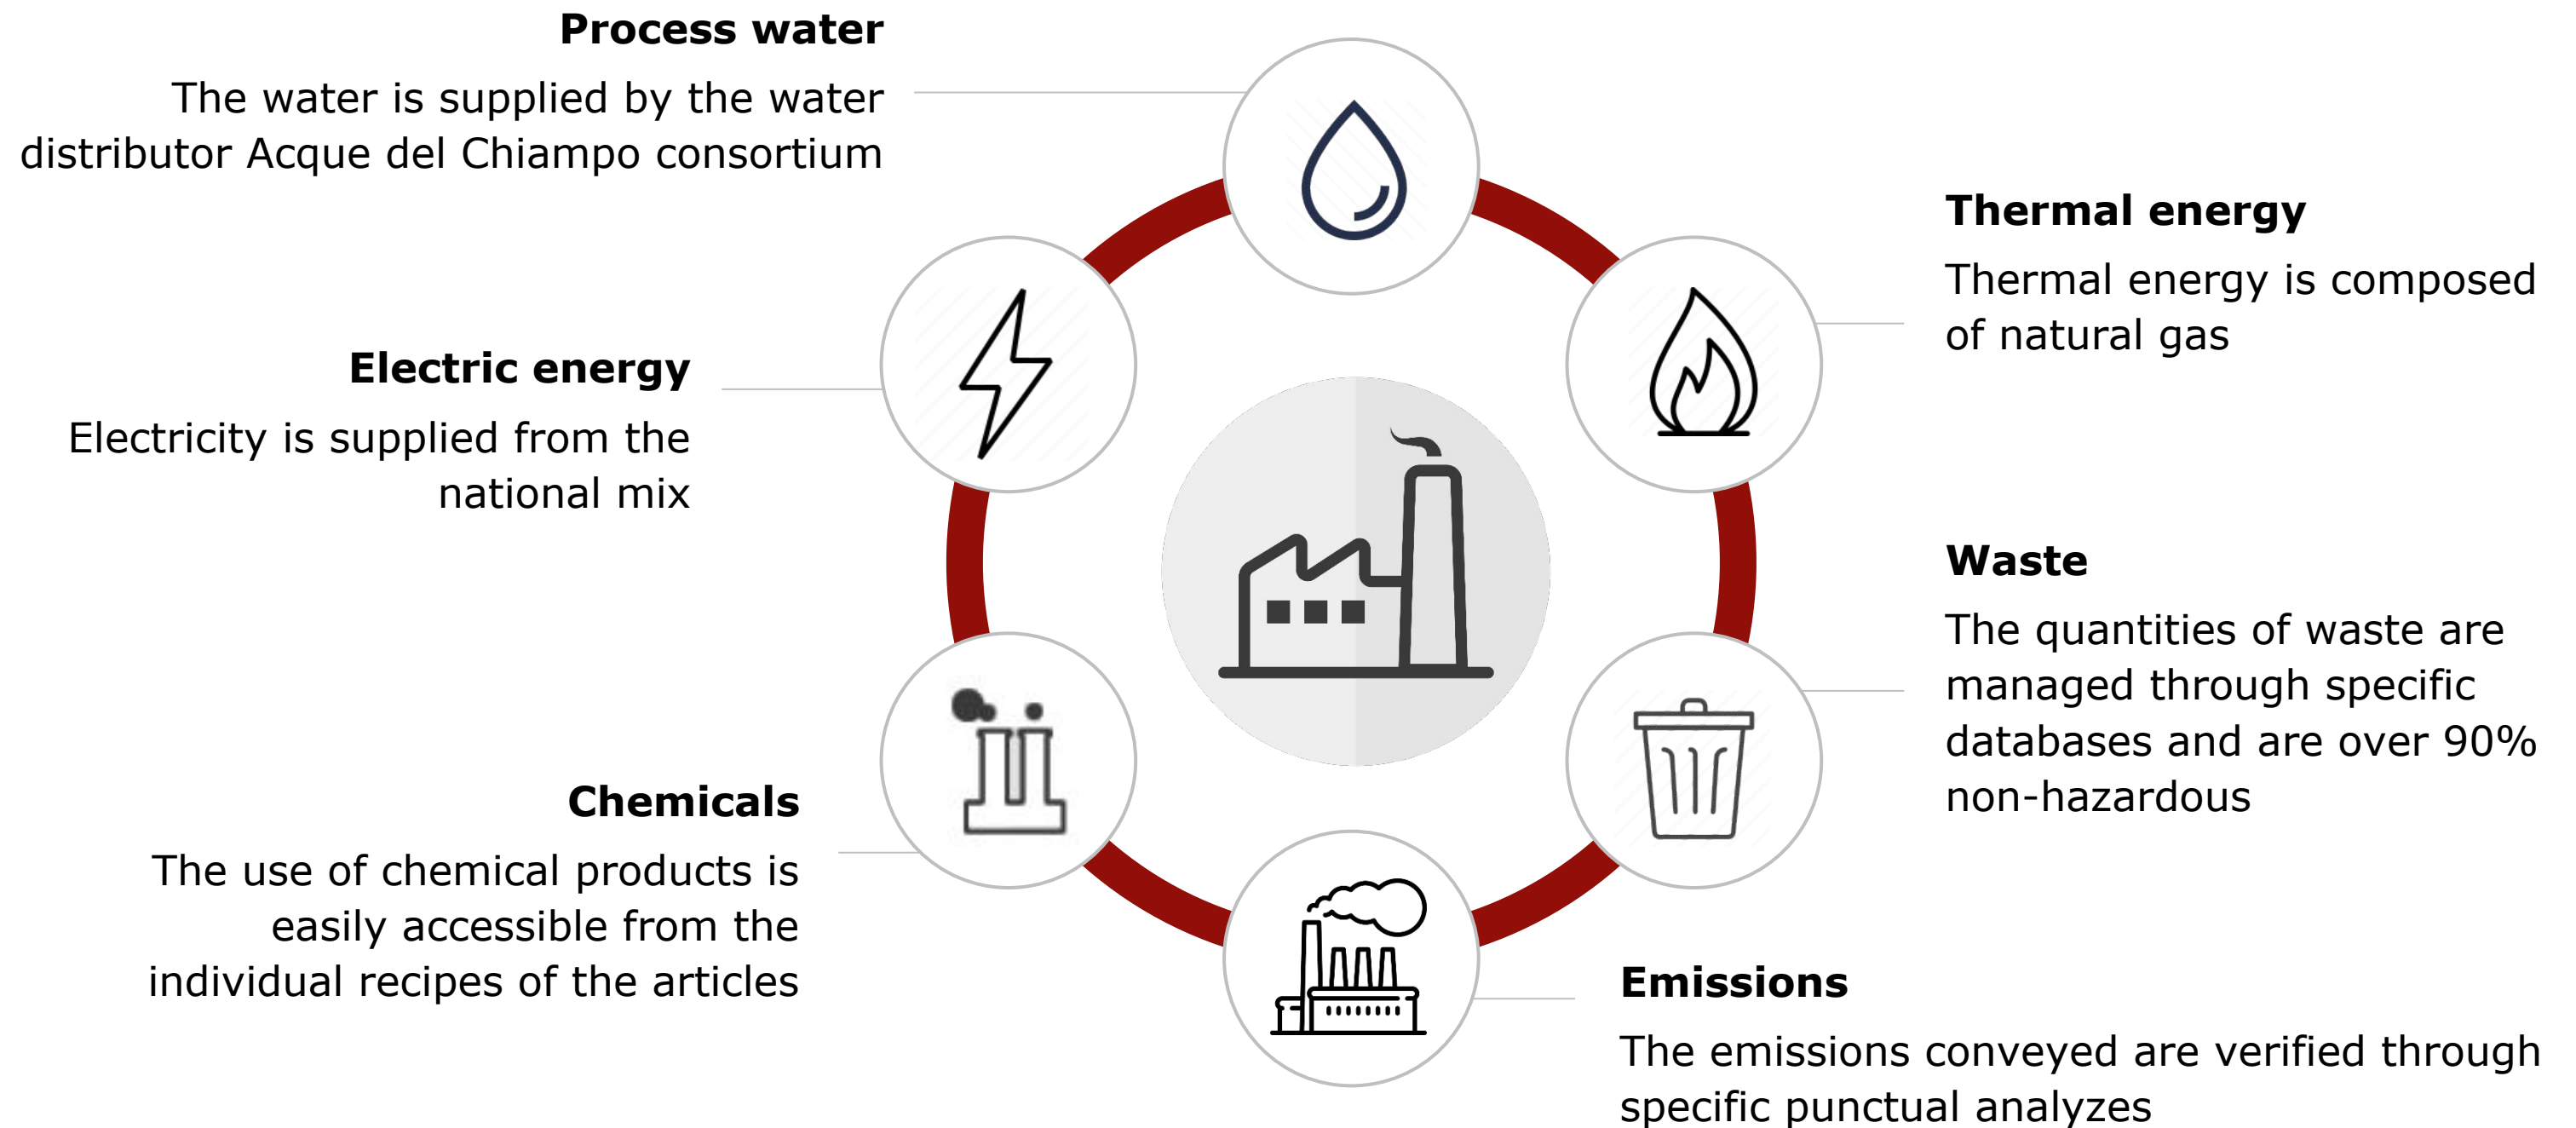 Process water
The water is supplied by the water
distributor Acque del Chiampo consortium
Thermal energy
Thermal energy is composed
of natural gas
Electric energy
Electricity is supplied from the
national mix
Waste
The quantities of waste are
managed through specific
databases and are over 90%
non-hazardous
Chemicals
The use of chemical products is
easily accessible from the
individual recipes of the articles
Emissions
The emissions conveyed are verified through
specific punctual analyzes